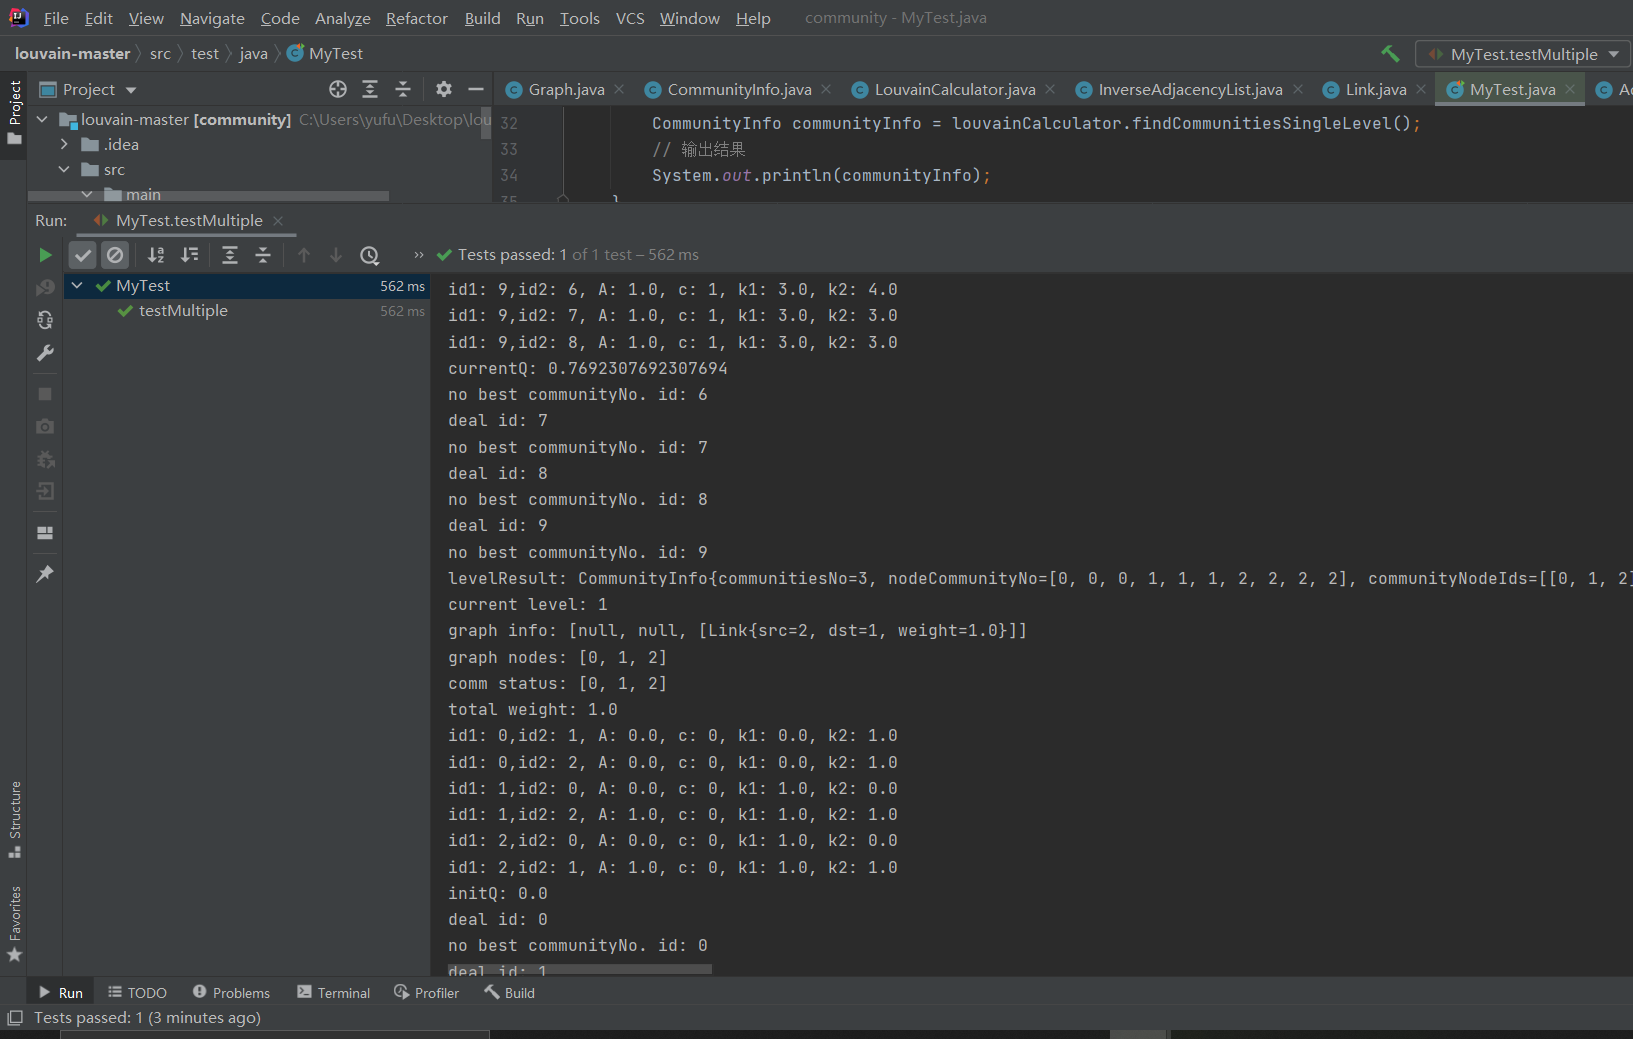 File Edit View Navigate Code Analyze Refactor Build Run Tools VCS Window Help community - MyTest.java
louvain-master src test java MyTest MyTest.testMultiple
Project Graph.java CommunityInfo.java LouvainCalculator.java InverseAdjacencyList.java Link.java MyTest.java
louvain-master [community] C:\Users\yufu\Desktop\lou
.idea
src
main
32 CommunityInfo communityInfo = louvainCalculator.findCommunitiesSingleLevel();
33 // 输出结果
34 System.out.println(communityInfo);
35 }
Run: MyTest.testMultiple
Tests passed: 1 of 1 test – 562 ms
MyTest 562 ms
testMultiple 562 ms
id1: 9,id2: 6, A: 1.0, c: 1, k1: 3.0, k2: 4.0
id1: 9,id2: 7, A: 1.0, c: 1, k1: 3.0, k2: 3.0
id1: 9,id2: 8, A: 1.0, c: 1, k1: 3.0, k2: 3.0
currentQ: 0.7692307692307694
no best communityNo. id: 6
deal id: 7
no best communityNo. id: 7
deal id: 8
no best communityNo. id: 8
deal id: 9
no best communityNo. id: 9
levelResult: CommunityInfo{communitiesNo=3, nodeCommunityNo=[0, 0, 0, 1, 1, 1, 2, 2, 2, 2], communityNodeIds=[[0, 1, 2]
current level: 1
graph info: [null, null, [Link{src=2, dst=1, weight=1.0}]]
graph nodes: [0, 1, 2]
comm status: [0, 1, 2]
total weight: 1.0
id1: 0,id2: 1, A: 0.0, c: 0, k1: 0.0, k2: 1.0
id1: 0,id2: 2, A: 0.0, c: 0, k1: 0.0, k2: 1.0
id1: 1,id2: 0, A: 0.0, c: 0, k1: 1.0, k2: 0.0
id1: 1,id2: 2, A: 1.0, c: 0, k1: 1.0, k2: 1.0
id1: 2,id2: 0, A: 0.0, c: 0, k1: 1.0, k2: 0.0
id1: 2,id2: 1, A: 1.0, c: 0, k1: 1.0, k2: 1.0
initQ: 0.0
deal id: 0
no best communityNo. id: 0
deal id: 1
Project
Structure
Favorites
Run TODO Problems Terminal Profiler Build
Tests passed: 1 (3 minutes ago)